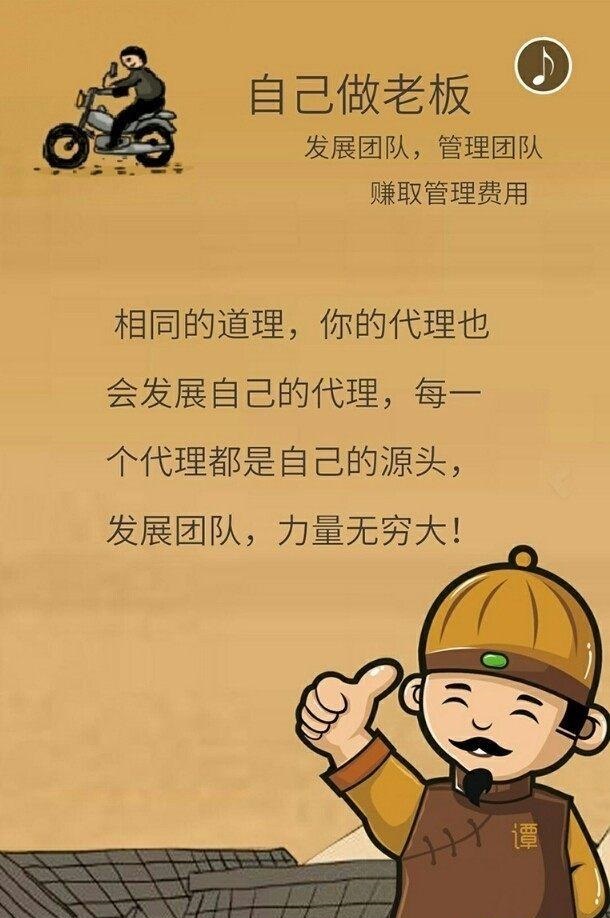 自己做老板
发展团队，管理团队
赚取管理费用
相同的道理，你的代理也
会发展自己的代理，每一
个代理都是自己的源头，
发展团队，力量无穷大！
谭